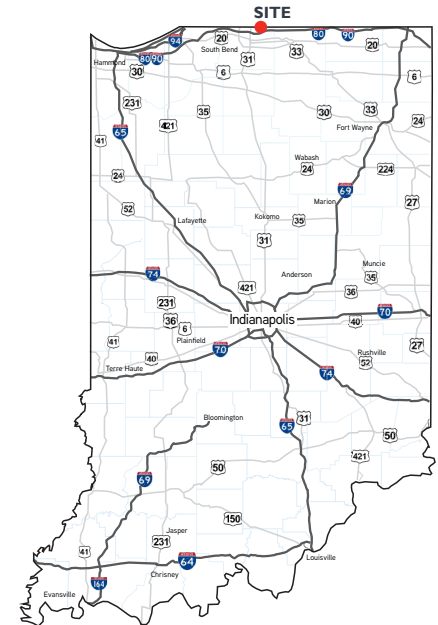 SITE
94
20
South Bend
31
33
80
90
20
Hammond
80 90
30
6
6
231
421
35
30
33
Fort Wayne
24
65
41
Wabash
24
224
24
69
Marion
27
52
Lafayette
Kokomo
35
31
Muncie
35
74
Anderson
421
36
231
36
6
Indianapolis
70
40
Plainfield
41
70
27
40
Rushville
52
Terre Haute
74
Bloomington
65
31
50
421
69
50
150
Jasper
231
41
64
Louisville
Chrisney
164
Evansville